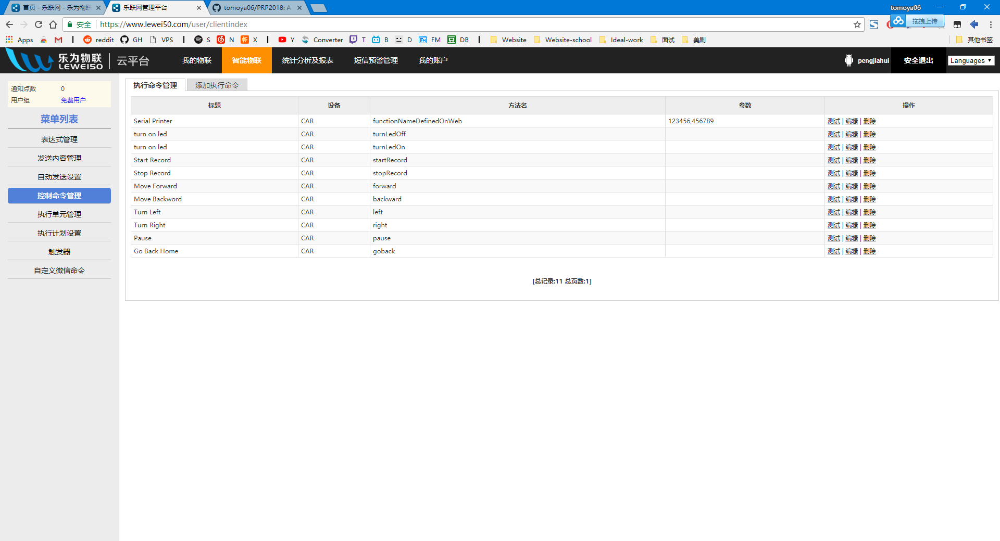 首页 - 乐联网 - 乐为物联
乐联网管理平台
tomoya06/PRP2018: A
tomoya06
安全 https://www.lewei50.com/user/clientindex
拖拽上传
Apps
reddit GH VPS S N X Y Converter T B D FM DB Website Website-school Ideal-work 面试 美剧 其他书签
乐为物联
LEWEI50
云平台
我的物联 智能物联 统计分析及报表 短信预警管理 我的账户 pengjiahui 安全退出 Languages
通知点数 0
用户组 免费用户
菜单列表
表达式管理
发送内容管理
自动发送设置
控制命令管理
执行单元管理
执行计划设置
触发器
自定义微信命令
执行命令管理 添加执行命令
标题 设备 方法名 参数 操作
Serial Printer CAR functionNameDefinedOnWeb 123456,456789 测试 | 编辑 | 删除
turn on led CAR turnLedOff 测试 | 编辑 | 删除
turn on led CAR turnLedOn 测试 | 编辑 | 删除
Start Record CAR startRecord 测试 | 编辑 | 删除
Stop Record CAR stopRecord 测试 | 编辑 | 删除
Move Forward CAR forward 测试 | 编辑 | 删除
Move Backword CAR backward 测试 | 编辑 | 删除
Turn Left CAR left 测试 | 编辑 | 删除
Turn Right CAR right 测试 | 编辑 | 删除
Pause CAR pause 测试 | 编辑 | 删除
Go Back Home CAR goback 测试 | 编辑 | 删除
[总记录:11 总页数:1]